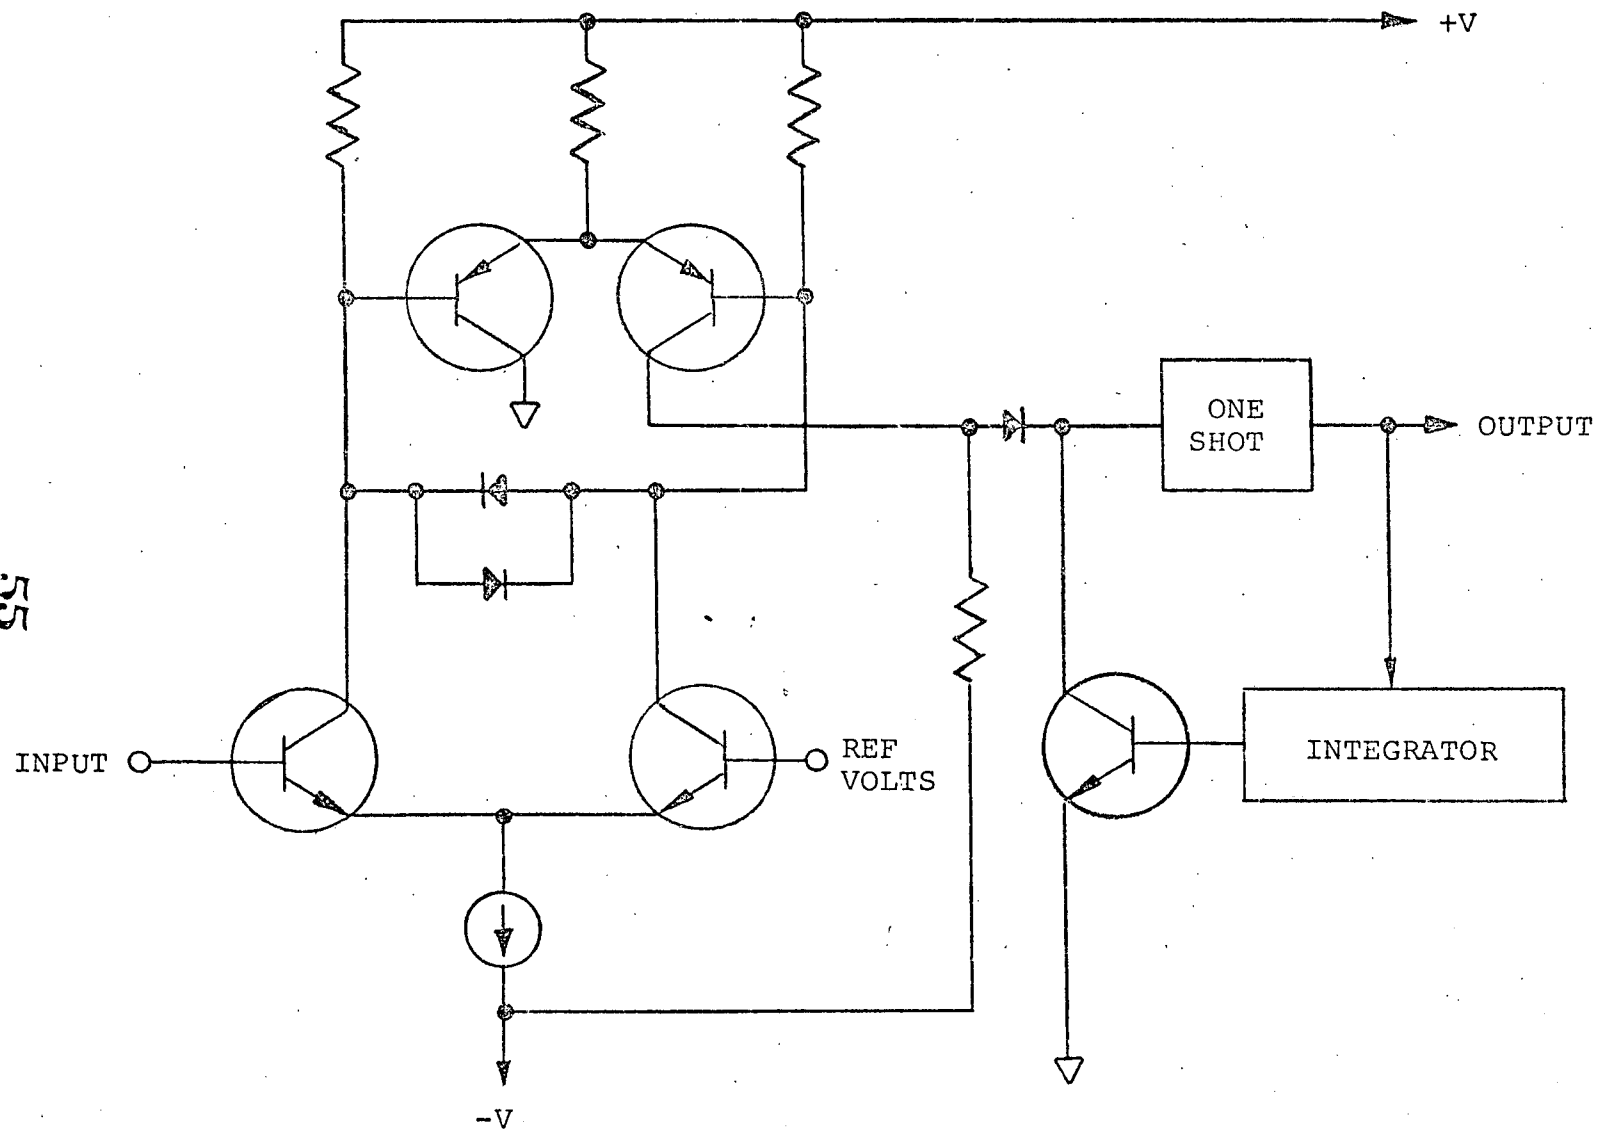 +V
ONE
SHOT
OUTPUT
55
INPUT
REF
VOLTS
INTEGRATOR
-V